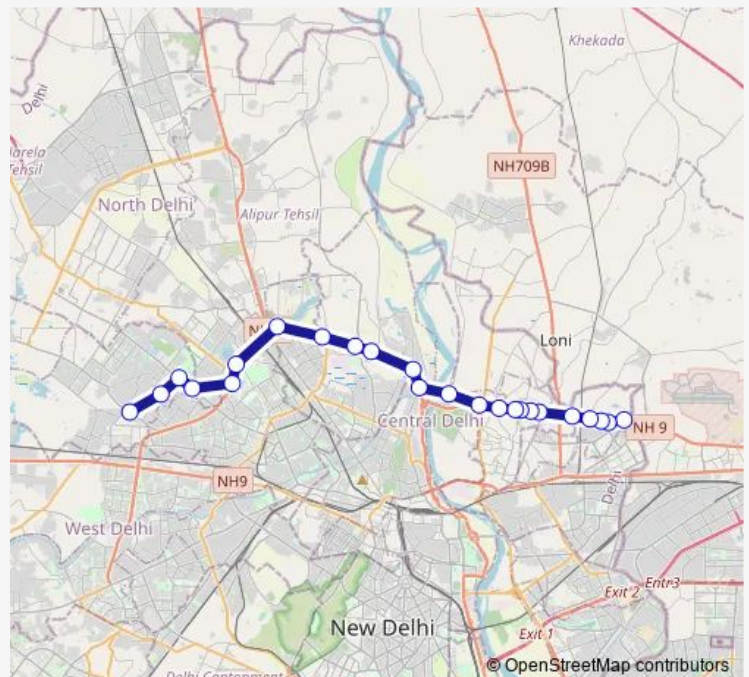 Khekada
Delhi
Tehsil
NH709B
North Delhi
Alipur Tehsil
Loni
Central Delhi
NH 9
NH9
Delhi
West Delhi
Entr3
Exit 2
Exit 1
New Delhi
Delhi Cantonment
© OpenStreetMap contributors